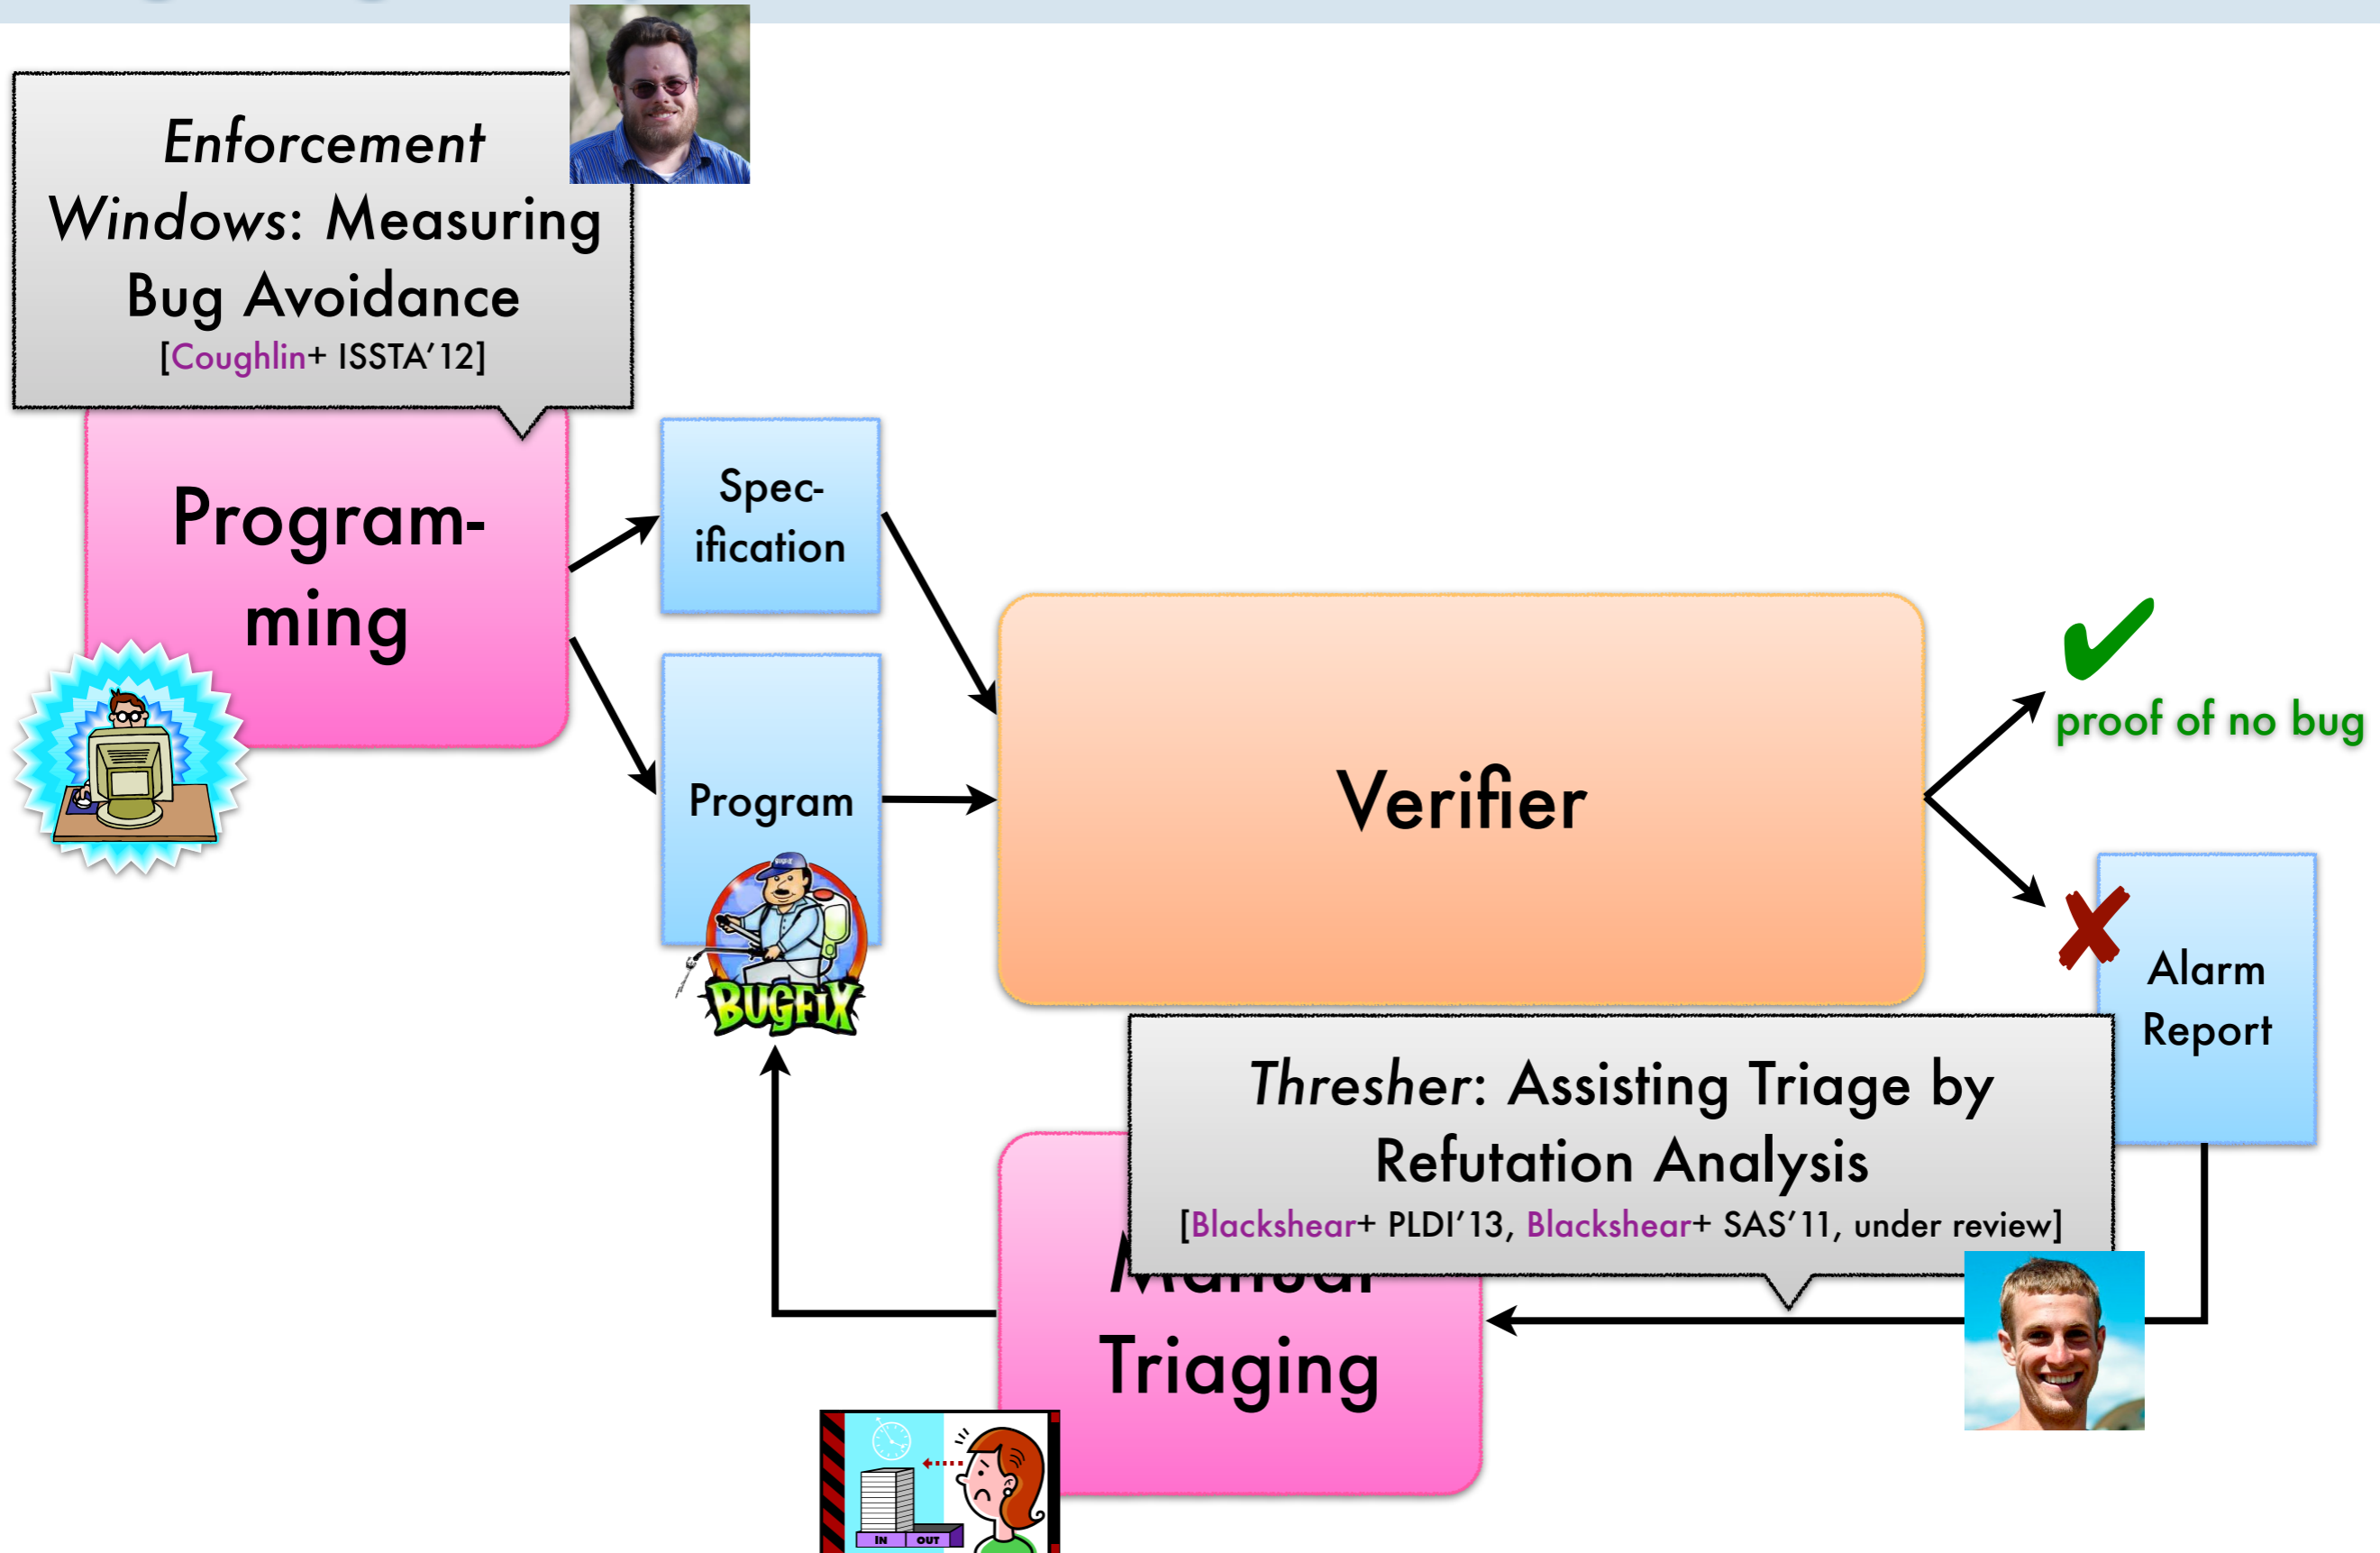 Enforcement
Windows: Measuring
Bug Avoidance
[Coughlin+ ISSTA'12]
Program-
ming
Spec-
ification
Program
BUGFIX
Verifier
✔
proof of no bug
✘
Alarm
Report
Thresher: Assisting Triage by
Refutation Analysis
[Blackshear+ PLDI'13, Blackshear+ SAS'11, under review]
Manual
Triaging
IN OUT